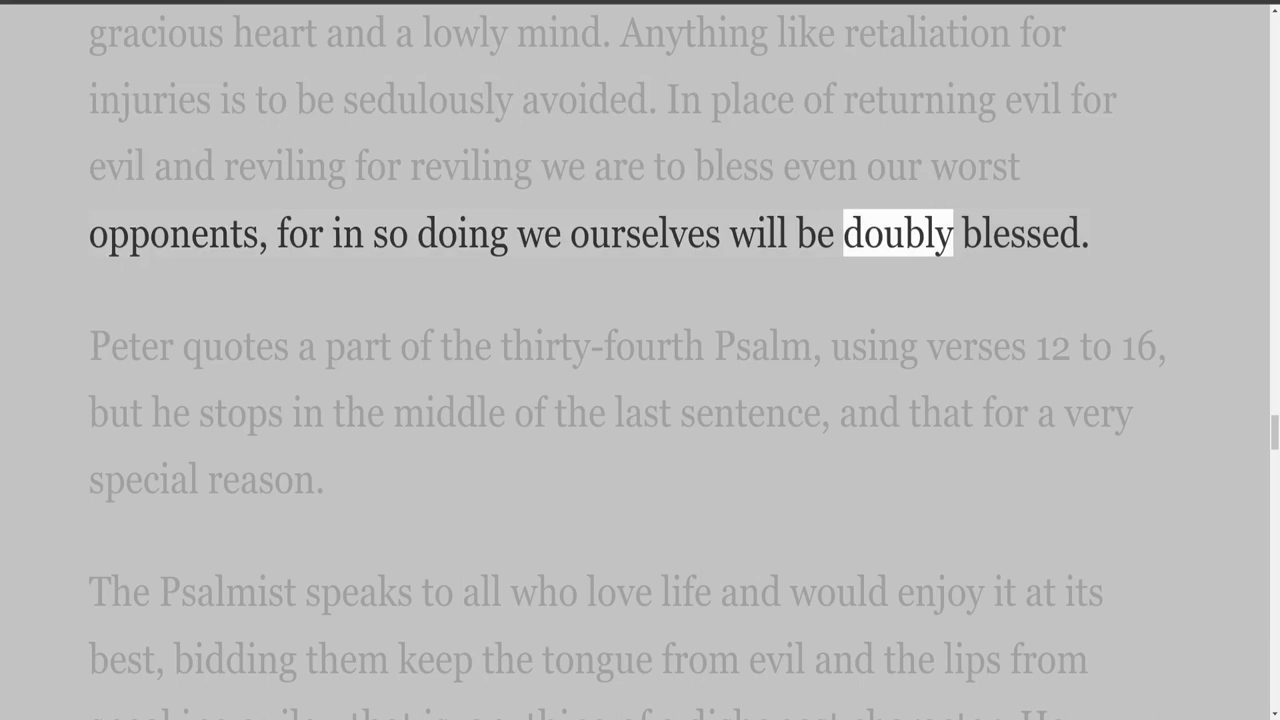 gracious heart and a lowly mind. Anything like retaliation for
injuries is to be sedulously avoided. In place of returning evil for
evil and reviling for reviling we are to bless even our worst
opponents, for in so doing we ourselves will be doubly blessed.
Peter quotes a part of the thirty-fourth Psalm, using verses 12 to 16,
but he stops in the middle of the last sentence, and that for a very
special reason.
The Psalmist speaks to all who love life and would enjoy it at its
best, bidding them keep the tongue from evil and the lips from